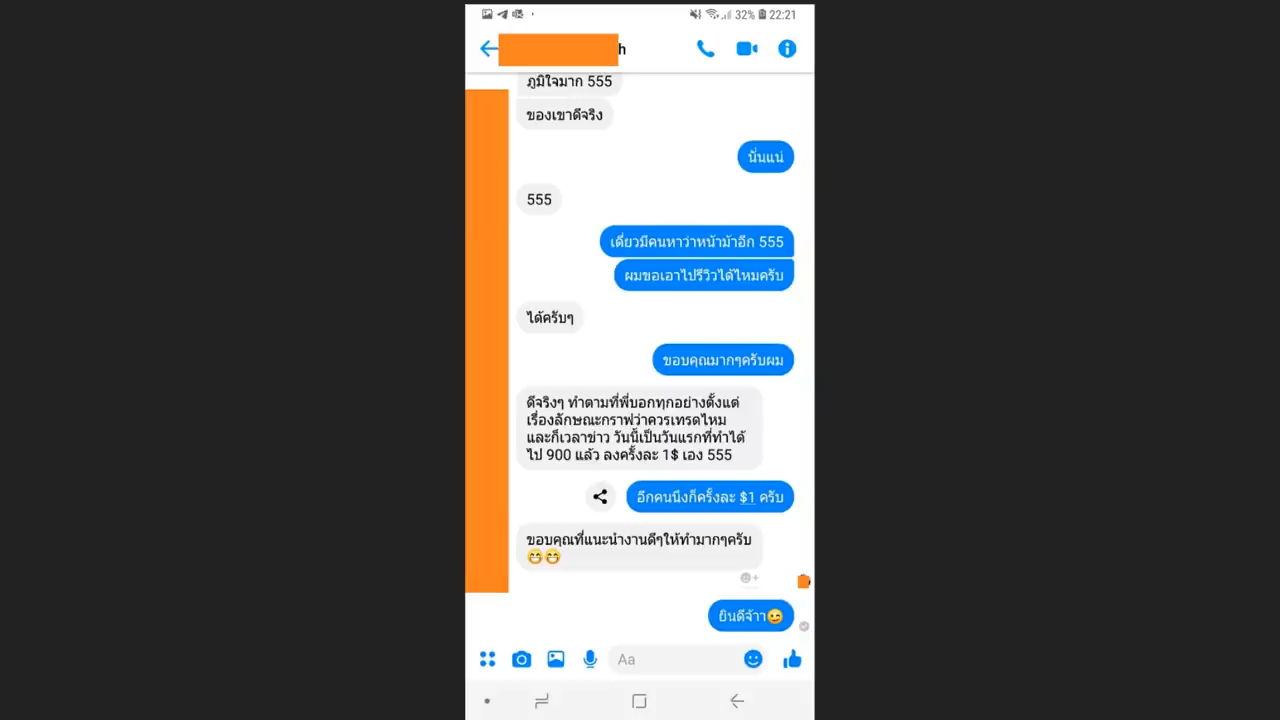 32% 22:21
h
ภูมิใจมาก 555
ของเขาดีจริง
นั่นแน่
555
เดี๋ยวมีคนหาว่าหน้าม้าอีก 555
ผมขอเอาไปรีวิวได้ไหมครับ
ได้ครับๆ
ขอบคุณมากๆครับผม
ดีจริงๆ ทำตามที่พี่บอกทุกอย่างตั้งแต่
เรื่องลักษณะกราฟว่าควรเทรดไหม
และก็เวลาข่าว วันนี้เป็นวันแรกที่ทำได้
ไป 900 แล้ว ลงครั้งละ 1$ เอง 555
อีกคนนึงก็ครั้งละ $1 ครับ
ขอบคุณที่แนะนำงานดีๆให้ทำมากๆครับ
😁😁
ยินดีจ้าา😉
Aa